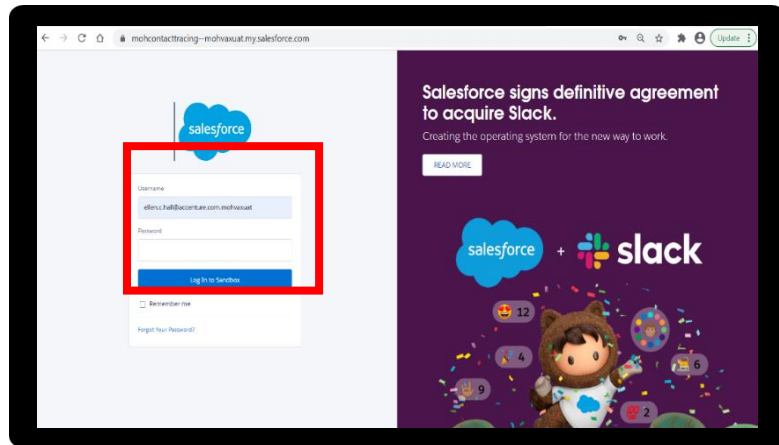 mohcontacttracing--mohvaxuat.my.salesforce.com
Update
salesforce
Username
ellen.c.hall@accenture.com.mohvaxuat
Password
Log In to Sandbox
Remember me
Forgot Your Password?
Salesforce signs definitive agreement
to acquire Slack.
Creating the operating system for the new way to work.
READ MORE
salesforce + slack
12
4
6
9
2